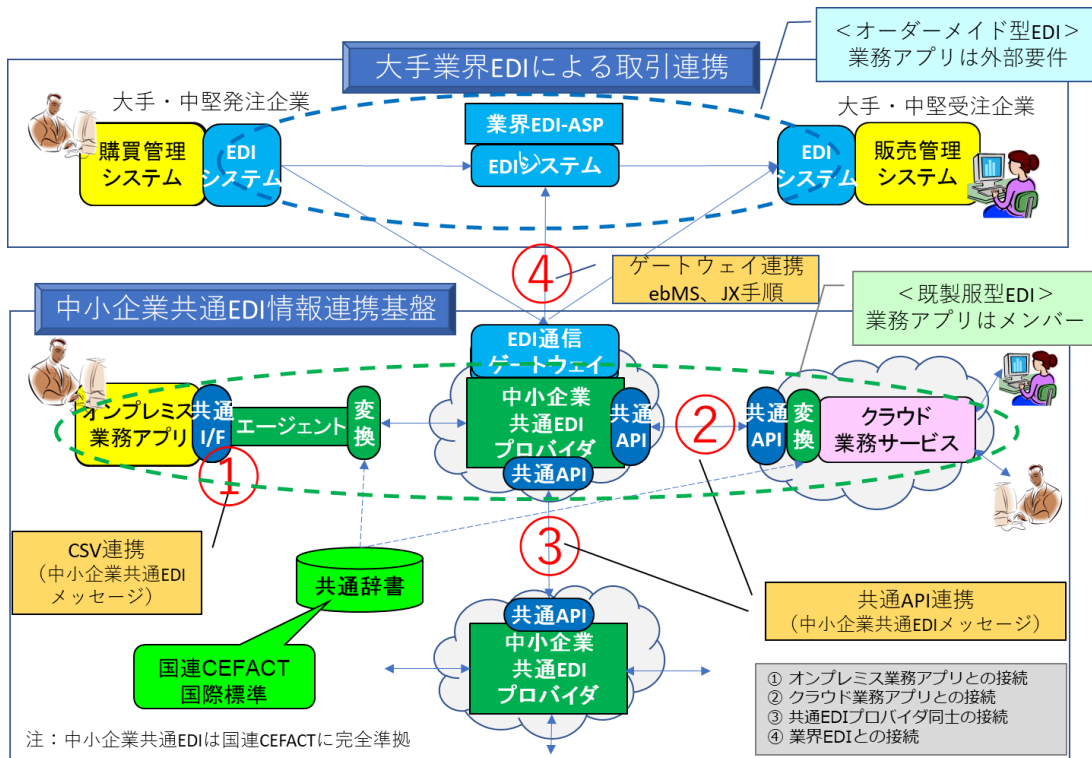 ＜オーダーメイド型EDI＞
業務アプリは外部要件
大手業界EDIによる取引連携
大手・中堅発注企業
大手・中堅受注企業
購買管理
システム
EDI
システム
業界EDI-ASP
EDIシステム
EDI
システム
販売管理
システム
④
ゲートウェイ連携
ebMS、JX手順
＜既製服型EDI＞
業務アプリはメンバー
中小企業共通EDI情報連携基盤
EDI通信
ゲートウェイ
オンプレミス
業務アプリ
共通
I/F
エージェント
変換
中小企業
共通EDI
プロバイダ
共通API
共通API
②
共通API
変換
クラウド
業務サービス
①
③
CSV連携
（中小企業共通EDI
メッセージ）
共通辞書
国連CEFACT
国際標準
共通API
中小企業
共通EDI
プロバイダ
共通API連携
（中小企業共通EDIメッセージ）
① オンプレミス業務アプリとの接続
② クラウド業務アプリとの接続
③ 共通EDIプロバイダ同士の接続
④ 業界EDIとの接続
注：中小企業共通EDIは国連CEFACTに完全準拠